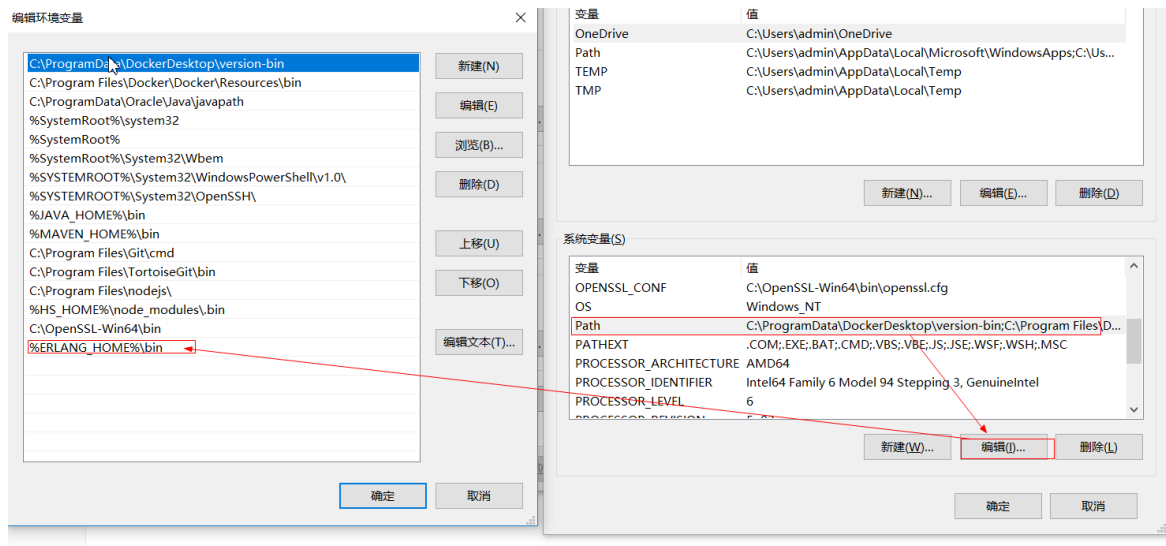 编辑环境变量
C:\ProgramData\DockerDesktop\version-bin
C:\Program Files\Docker\Docker\Resources\bin
C:\ProgramData\Oracle\Java\javapath
%SystemRoot%\system32
%SystemRoot%
%SystemRoot%\System32\Wbem
%SYSTEMROOT%\System32\WindowsPowerShell\v1.0\
%SYSTEMROOT%\System32\OpenSSH\
%JAVA_HOME%\bin
%MAVEN_HOME%\bin
C:\Program Files\Git\cmd
C:\Program Files\TortoiseGit\bin
C:\Program Files\nodejs\
%HS_HOME%\node_modules\.bin
C:\OpenSSL-Win64\bin
%ERLANG_HOME%\bin
新建(N)
编辑(E)
浏览(B)...
删除(D)
上移(U)
下移(O)
编辑文本(T)...
确定 取消
变量 值
OneDrive C:\Users\admin\OneDrive
Path C:\Users\admin\AppData\Local\Microsoft\WindowsApps;C:\Us...
TEMP C:\Users\admin\AppData\Local\Temp
TMP C:\Users\admin\AppData\Local\Temp
新建(N)... 编辑(E)... 删除(D)
系统变量(S)
变量 值
OPENSSL_CONF C:\OpenSSL-Win64\bin\openssl.cfg
OS Windows_NT
Path C:\ProgramData\DockerDesktop\version-bin;C:\Program Files\D...
PATHEXT .COM;.EXE;.BAT;.CMD;.VBS;.VBE;.JS;.JSE;.WSF;.WSH;.MSC
PROCESSOR_ARCHITECTURE AMD64
PROCESSOR_IDENTIFIER Intel64 Family 6 Model 94 Stepping 3, GenuineIntel
PROCESSOR_LEVEL 6
PROCESSOR_REVISION
新建(W)... 编辑(I)... 删除(L)
确定 取消